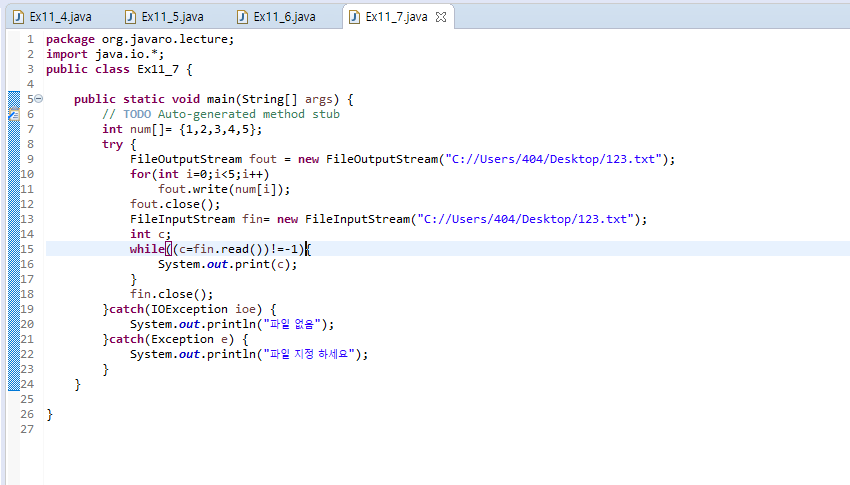 Ex11_4.java Ex11_5.java Ex11_6.java Ex11_7.java
1 package org.javaro.lecture;
2 import java.io.*;
3 public class Ex11_7 {
4
5 public static void main(String[] args) {
6 // TODO Auto-generated method stub
7 int num[]= {1,2,3,4,5};
8 try {
9 FileOutputStream fout = new FileOutputStream("C://Users/404/Desktop/123.txt");
10 for(int i=0;i<5;i++)
11 fout.write(num[i]);
12 fout.close();
13 FileInputStream fin= new FileInputStream("C://Users/404/Desktop/123.txt");
14 int c;
15 while((c=fin.read())!=-1){
16 System.out.print(c);
17 }
18 fin.close();
19 }catch(IOException ioe) {
20 System.out.println("파일 없음");
21 }catch(Exception e) {
22 System.out.println("파일 지정 하세요");
23 }
24 }
25
26 }
27